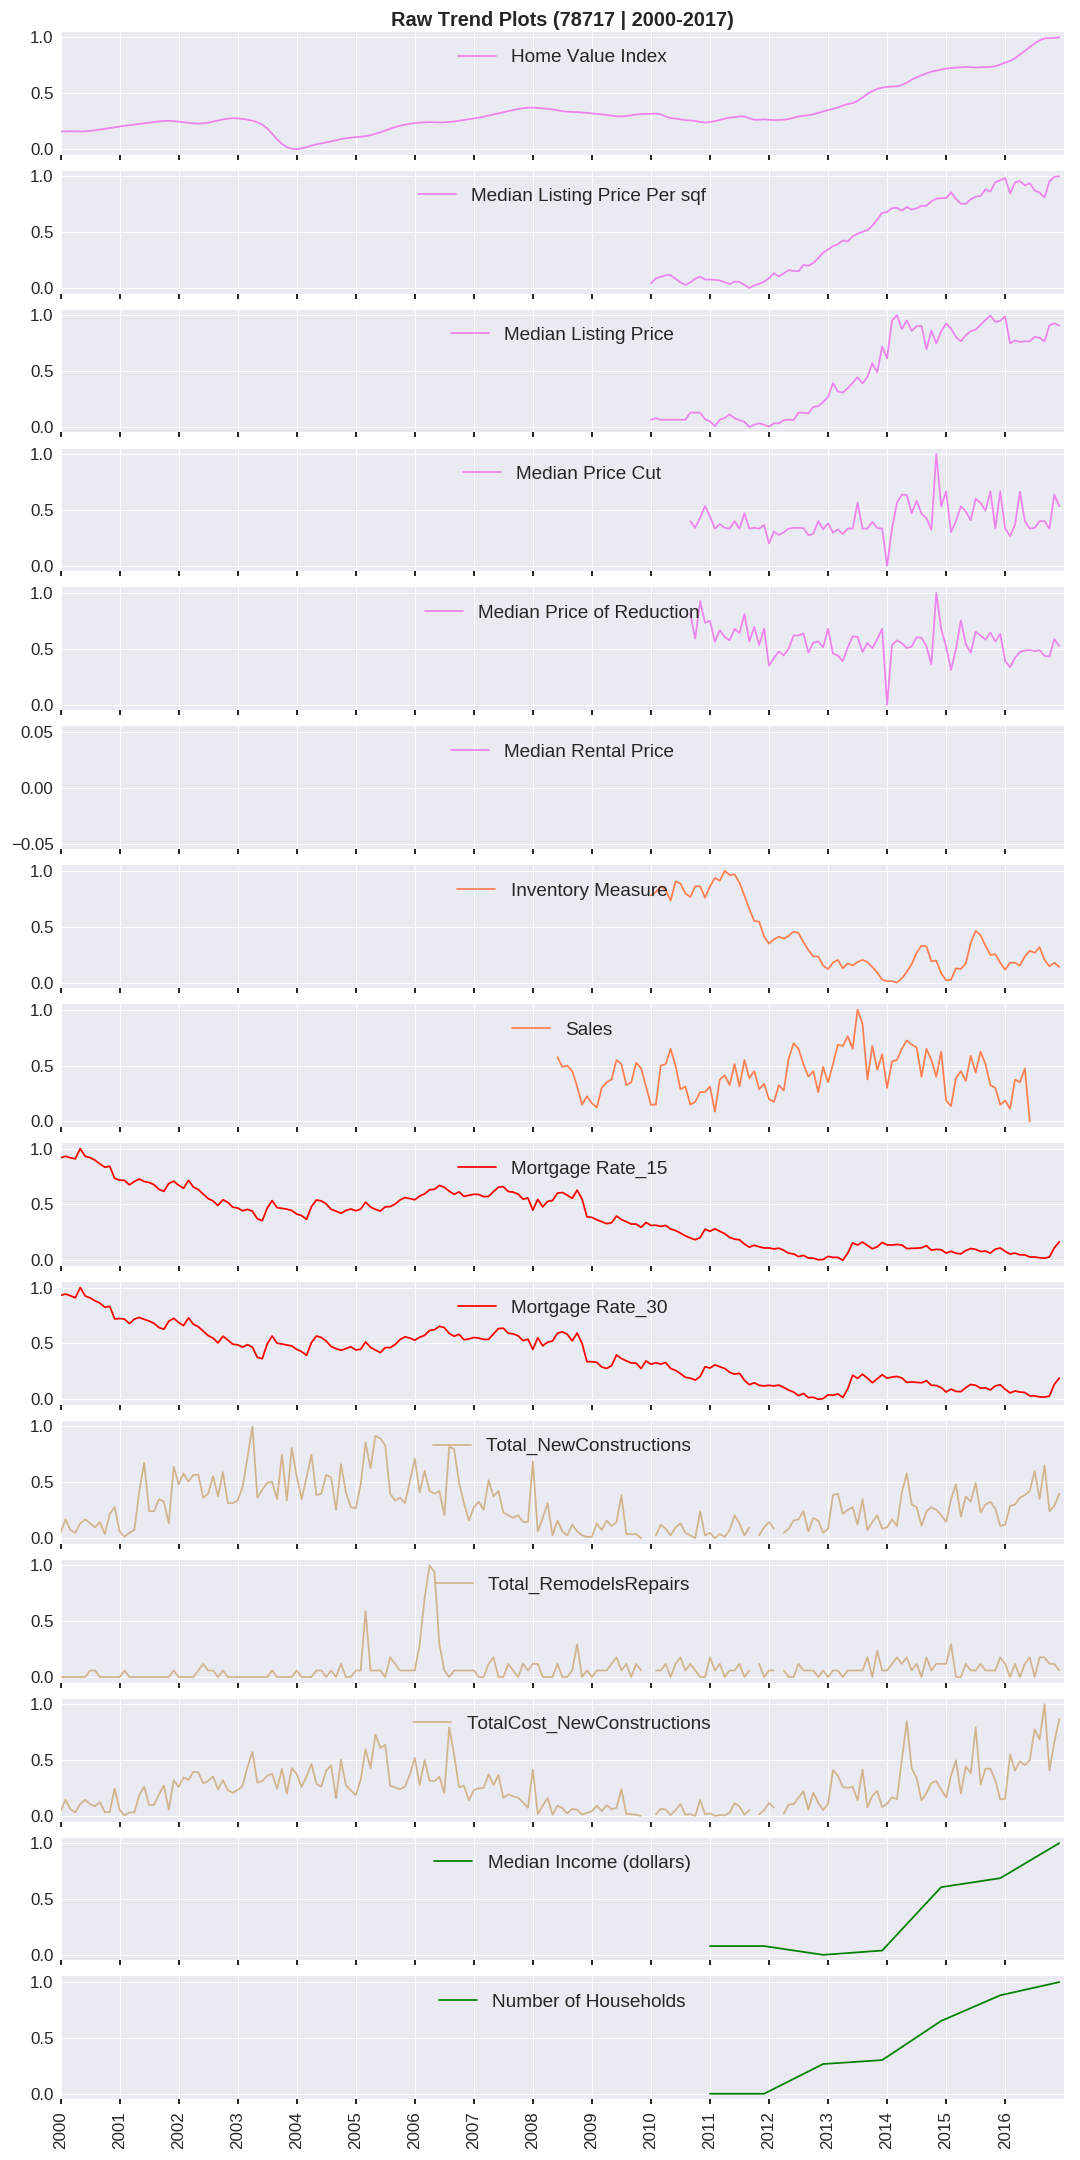 Raw Trend Plots (78717 | 2000-2017)
1.0
Home Value Index
0.5
0.0
1.0
Median Listing Price Per sqf
0.5
0.0
1.0
Median Listing Price
0.5
0.0
1.0
Median Price Cut
0.5
0.0
1.0
Median Price of Reduction
0.5
0.0
0.05
Median Rental Price
0.00
−0.05
1.0
Inventory Measure
0.5
0.0
1.0
Sales
0.5
0.0
1.0
Mortgage Rate_15
0.5
0.0
1.0
Mortgage Rate_30
0.5
0.0
1.0
Total_NewConstructions
0.5
0.0
1.0
Total_RemodelsRepairs
0.5
0.0
1.0
TotalCost_NewConstructions
0.5
0.0
1.0
Median Income (dollars)
0.5
0.0
1.0
Number of Households
0.5
0.0
2000 2001 2002 2003 2004 2005 2006 2007 2008 2009 2010 2011 2012 2013 2014 2015 2016